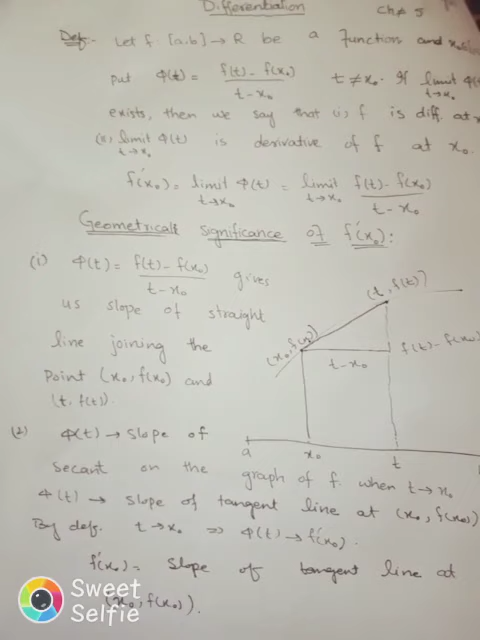 Differentiation
Ch# 5
Def:- Let f: [a,b] → R be a function and x₀
put φ(t) = f(t) - f(x₀) / t - x₀ t ≠ x₀. If limit t→x₀ φ(t)
exists, then we say that (i) f is diff. at x₀
(ii) limit t→x₀ φ(t) is derivative of f at x₀.
f'(x₀) = limit t→x₀ φ(t) = limit t→x₀ f(t) - f(x₀) / t - x₀
Geometricalt significance of f'(x₀):
(i) φ(t) = f(t) - f(x₀) / t - x₀ gives
us slope of straight
line joining the
point (x₀, f(x₀) and
(t, f(t)).
(t, f(t))
(x₀, f(x₀))
t - x₀
f(t) - f(x₀)
a x₀ t
(2) φ(t) → slope of
secant on the graph of f. when t → x₀
φ(t) → slope of tangent line at (x₀, f(x₀))
By def. t → x₀ ⇒ φ(t) → f'(x₀).
f'(x₀) = slope of tangent line at
(x₀, f(x₀)).
Sweet
Selfie